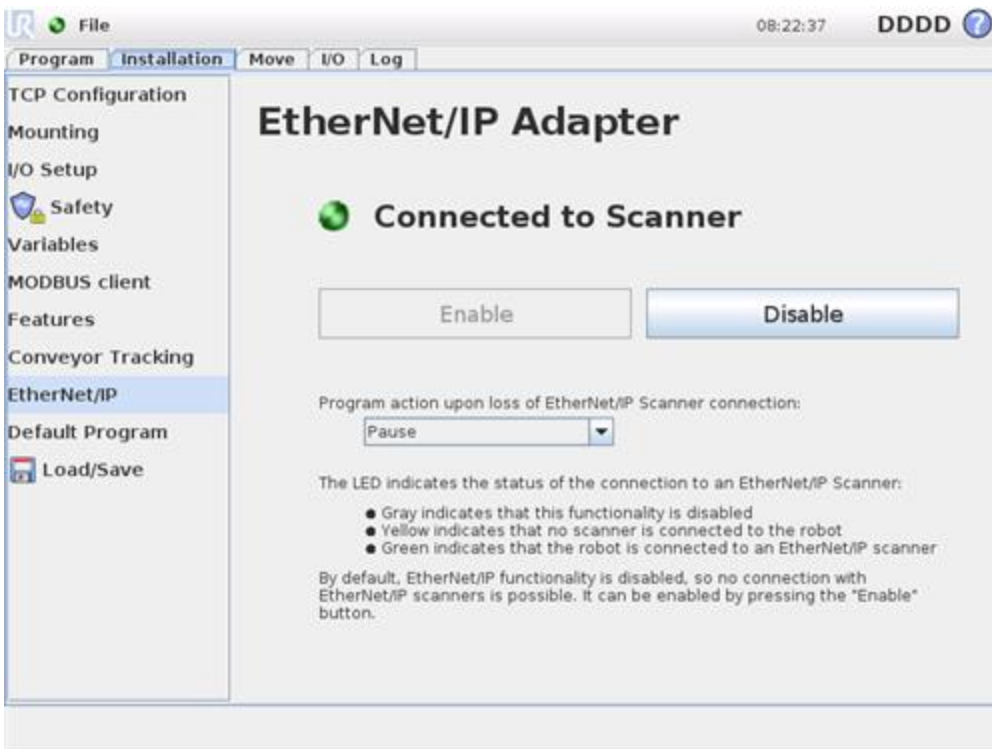 UR File 08:22:37 DDDD ?
Program Installation Move I/O Log
TCP Configuration
Mounting
I/O Setup
Safety
Variables
MODBUS client
Features
Conveyor Tracking
EtherNet/IP
Default Program
Load/Save
EtherNet/IP Adapter
Connected to Scanner
Enable Disable
Program action upon loss of EtherNet/IP Scanner connection:
Pause
The LED indicates the status of the connection to an EtherNet/IP Scanner:
● Gray indicates that this functionality is disabled
● Yellow indicates that no scanner is connected to the robot
● Green indicates that the robot is connected to an EtherNet/IP scanner
By default, EtherNet/IP functionality is disabled, so no connection with
EtherNet/IP scanners is possible. It can be enabled by pressing the "Enable"
button.